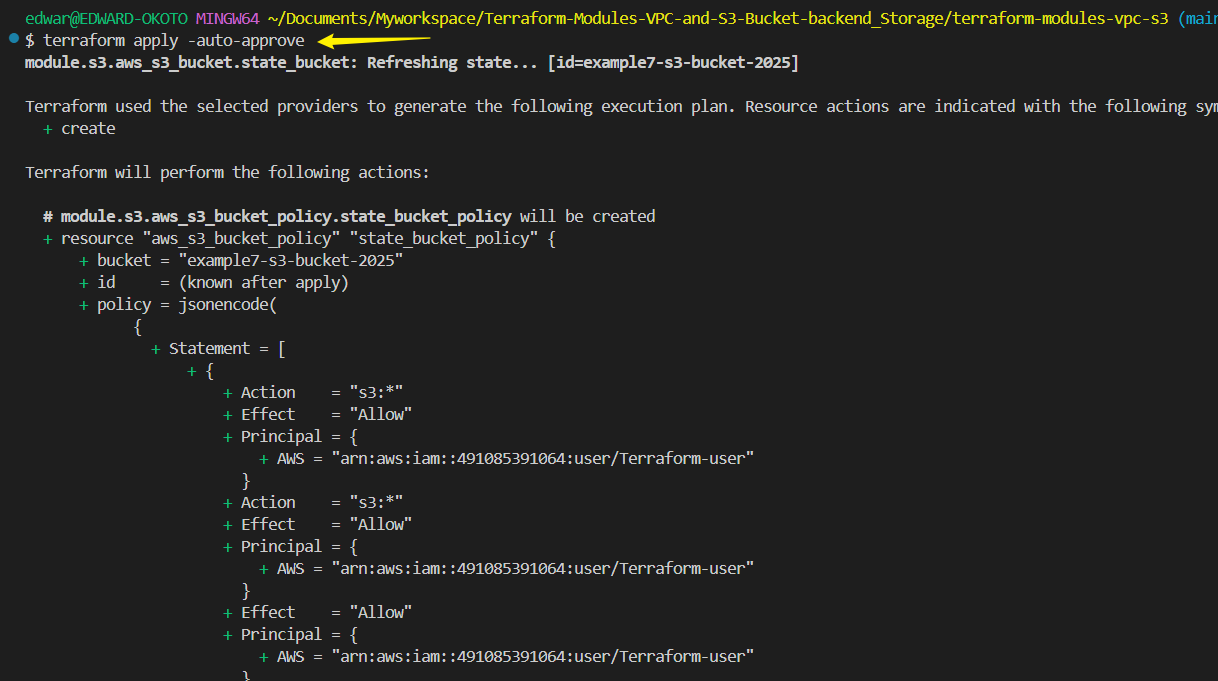 edwar@EDWARD-OKOTO MINGW64 ~/Documents/Myworkspace/Terraform-Modules-VPC-and-S3-Bucket-backend_Storage/terraform-modules-vpc-s3 (main
$ terraform apply -auto-approve
module.s3.aws_s3_bucket.state_bucket: Refreshing state... [id=example7-s3-bucket-2025]
Terraform used the selected providers to generate the following execution plan. Resource actions are indicated with the following sym
+ create
Terraform will perform the following actions:
# module.s3.aws_s3_bucket_policy.state_bucket_policy will be created
+ resource "aws_s3_bucket_policy" "state_bucket_policy" {
+ bucket = "example7-s3-bucket-2025"
+ id     = (known after apply)
+ policy = jsonencode(
{
+ Statement = [
+ {
+ Action    = "s3:*"
+ Effect    = "Allow"
+ Principal = {
+ AWS = "arn:aws:iam::491085391064:user/Terraform-user"
}
+ Action    = "s3:*"
+ Effect    = "Allow"
+ Principal = {
+ AWS = "arn:aws:iam::491085391064:user/Terraform-user"
}
+ Effect    = "Allow"
+ Principal = {
+ AWS = "arn:aws:iam::491085391064:user/Terraform-user"
}